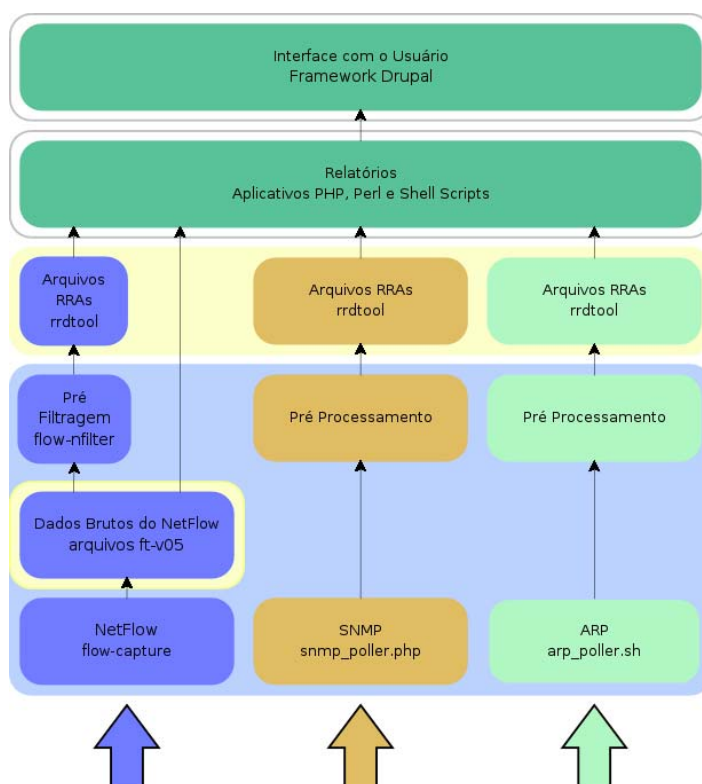 Interface com o Usuário
Framework Drupal
Relatórios
Aplicativos PHP, Perl e Shell Scripts
Arquivos
RRAs
rrdtool
Arquivos RRAs
rrdtool
Arquivos RRAs
rrdtool
Pré
Filtragem
flow-nfilter
Pré Processamento
Pré Processamento
Dados Brutos do NetFlow
arquivos ft-v05
NetFlow
flow-capture
SNMP
snmp_poller.php
ARP
arp_poller.sh